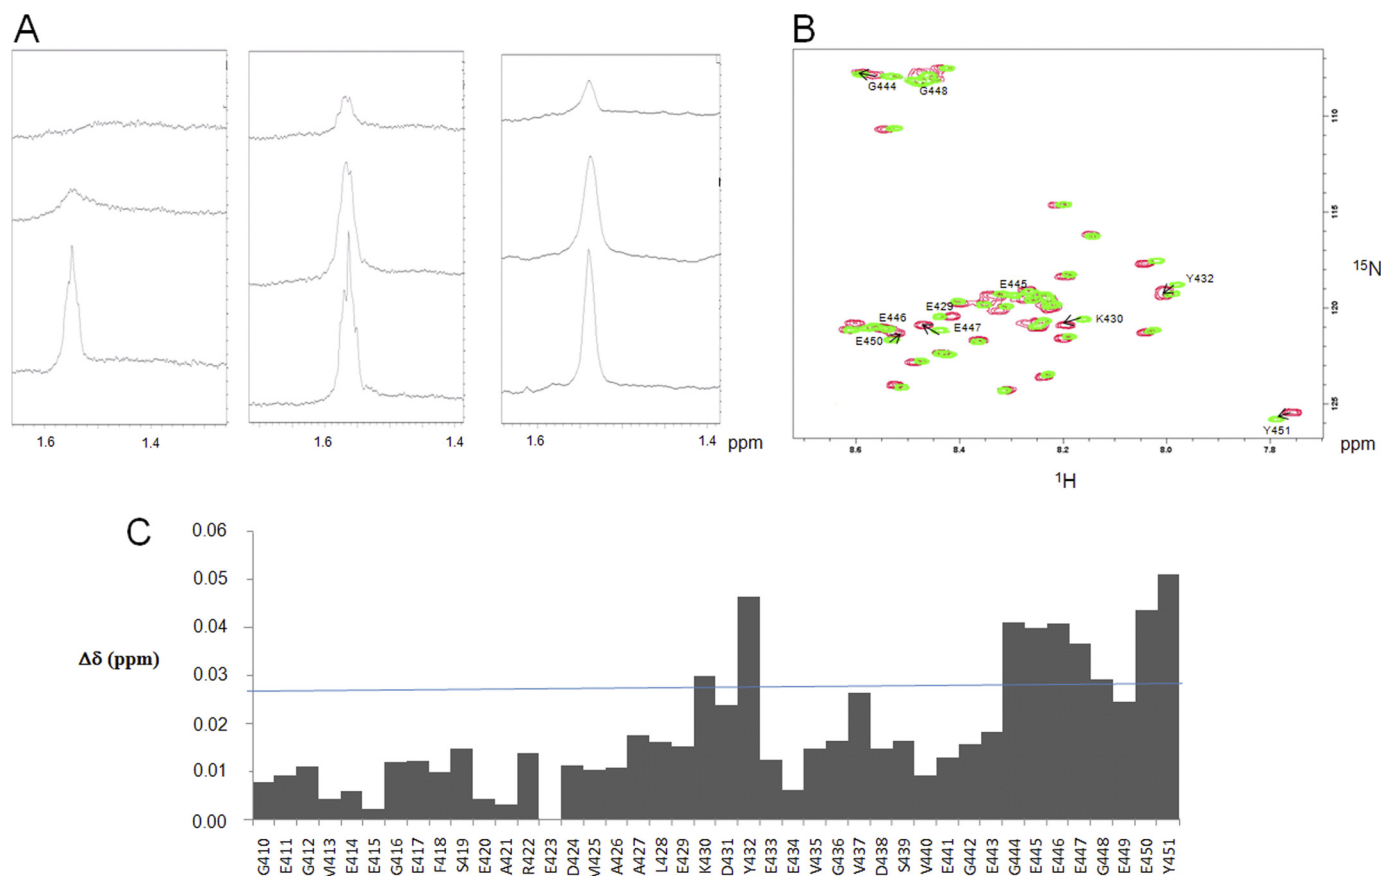 A
1.6 1.4
1.6 1.4
1.6 1.4 ppm
B
G444 G448
E445
Y432
E429
E446 K430
E447
E450
Y451
110
115
120
125
15N
8.6 8.4 8.2 8.0 7.8
ppm
1H
C
0.06
0.05
0.04
0.03
0.02
0.01
0.00
Δδ (ppm)
G410 E411 G412 M413 E414 E415 G416 E417 F418 S419 E420 A421 R422 E423 D424 M425 A426 A427 L428 E429 K430 D431 Y432 E433 E434 V435 G436 V437 D438 S439 V440 E441 G442 E443 G444 E445 E446 E447 G448 E449 E450 Y451